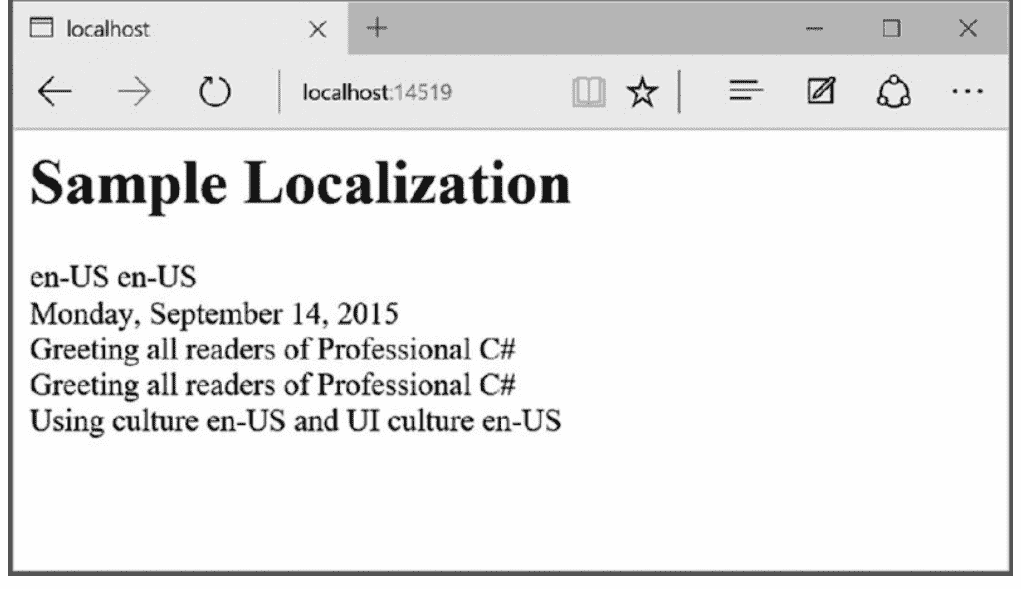 localhost
localhost:14519
Sample Localization
en-US en-US
Monday, September 14, 2015
Greeting all readers of Professional C#
Greeting all readers of Professional C#
Using culture en-US and UI culture en-US